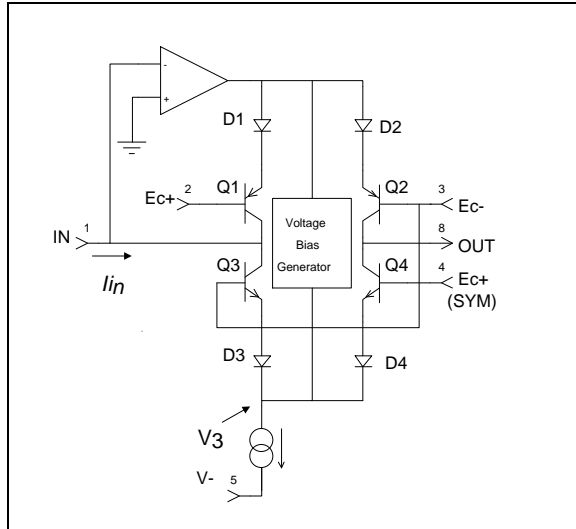 -
+
D1
D2
Q1
Q2
Ec+
2
3
Ec-
Voltage
Bias
Generator
IN
1
8
OUT
Iin
Q3
Q4
4
Ec+
(SYM)
D3
D4
V3
V-
5